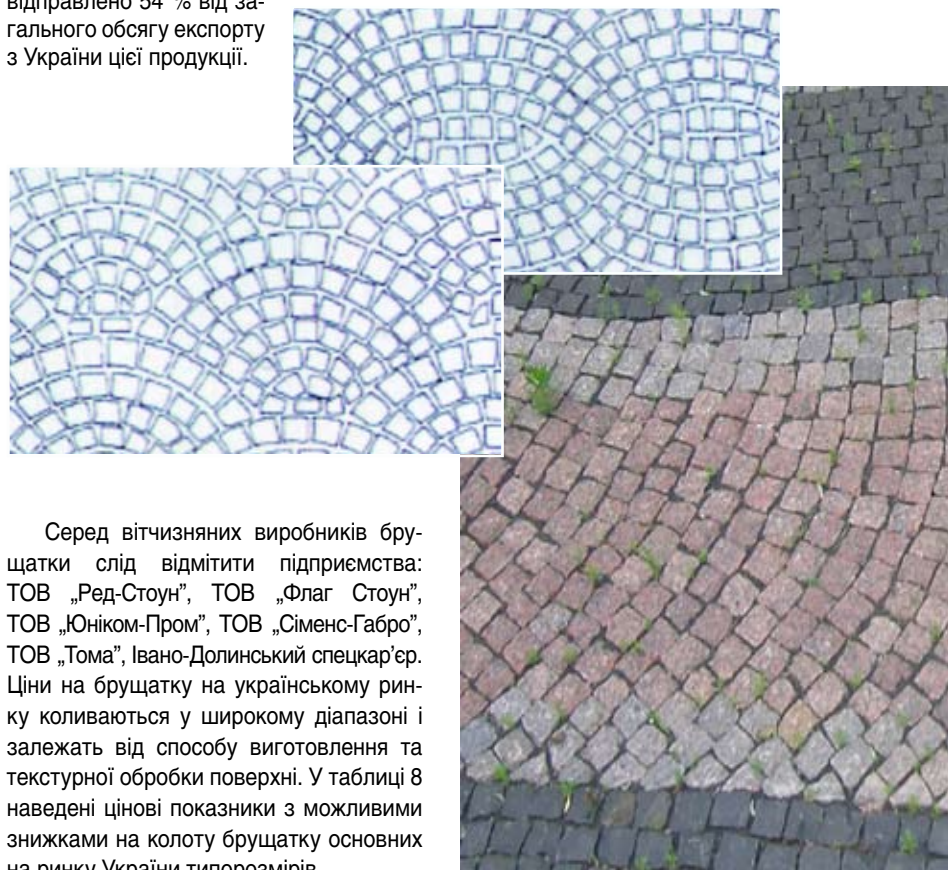 відправлено 54 % від за-
гального обсягу експорту
з України цієї продукції.
Серед вітчизняних виробників бру-
щатки слід відмітити підприємства:
ТОВ „Ред-Стоун”, ТОВ „Флаг Стоун”,
ТОВ „Юніком-Пром”, ТОВ „Сіменс-Габро”,
ТОВ „Тома”, Івано-Долинський спецкар’єр.
Ціни на брущатку на українському рин-
ку коливаються у широкому діапазоні і
залежать від способу виготовлення та
текстурної обробки поверхні. У таблиці 8
наведені цінові показники з можливими
знижками на колоту брущатку основних
на ринку України типорозмірів